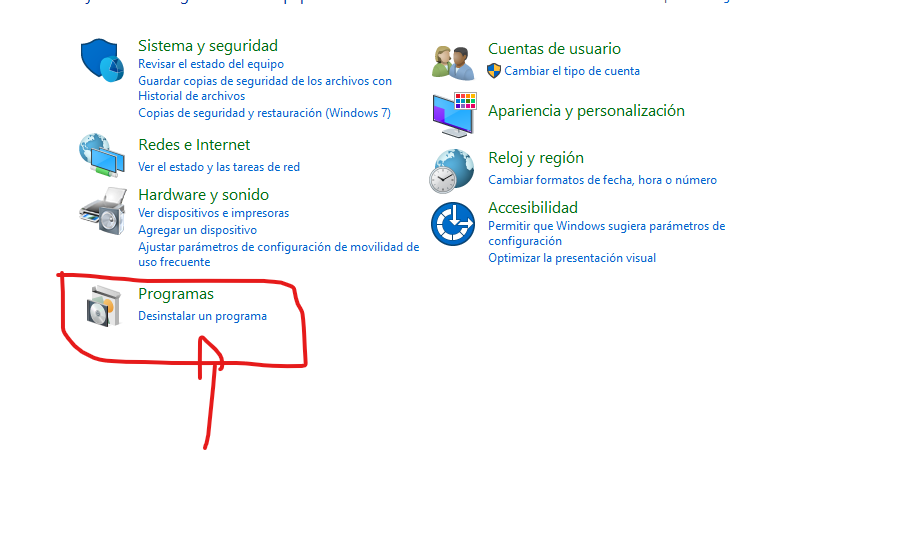 Sistema y seguridad
Revisar el estado del equipo
Guardar copias de seguridad de los archivos con
Historial de archivos
Copias de seguridad y restauración (Windows 7)
Redes e Internet
Ver el estado y las tareas de red
Hardware y sonido
Ver dispositivos e impresoras
Agregar un dispositivo
Ajustar parámetros de configuración de movilidad de
uso frecuente
Programas
Desinstalar un programa
Cuentas de usuario
Cambiar el tipo de cuenta
Apariencia y personalización
Reloj y región
Cambiar formatos de fecha, hora o número
Accesibilidad
Permitir que Windows sugiera parámetros de
configuración
Optimizar la presentación visual